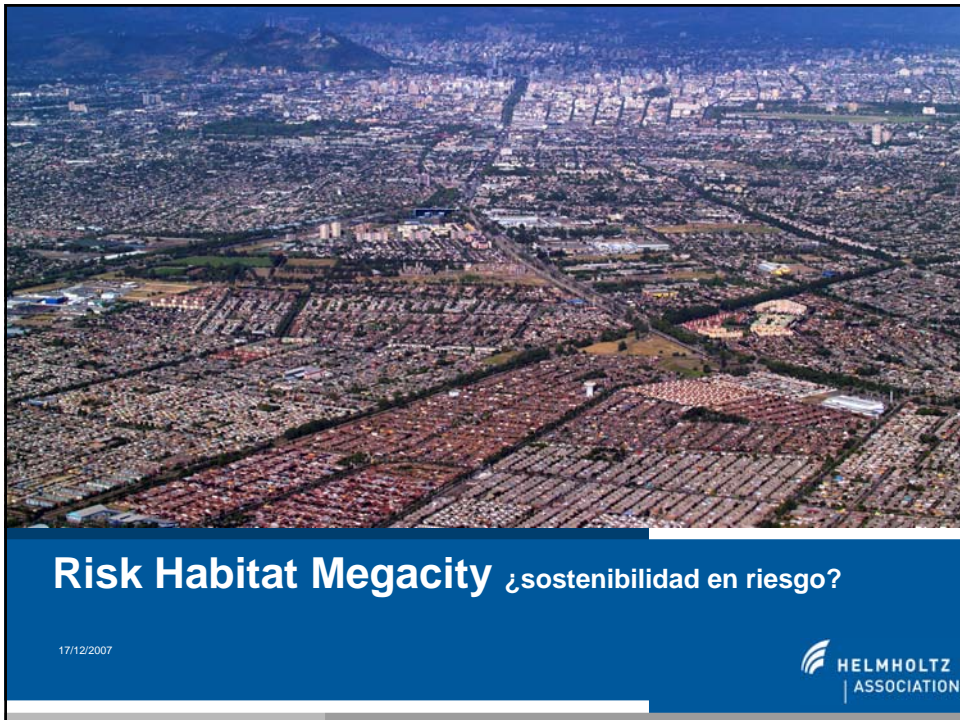 Risk Habitat Megacity ¿sostenibilidad en riesgo?
17/12/2007
HELMHOLTZ
ASSOCIATION